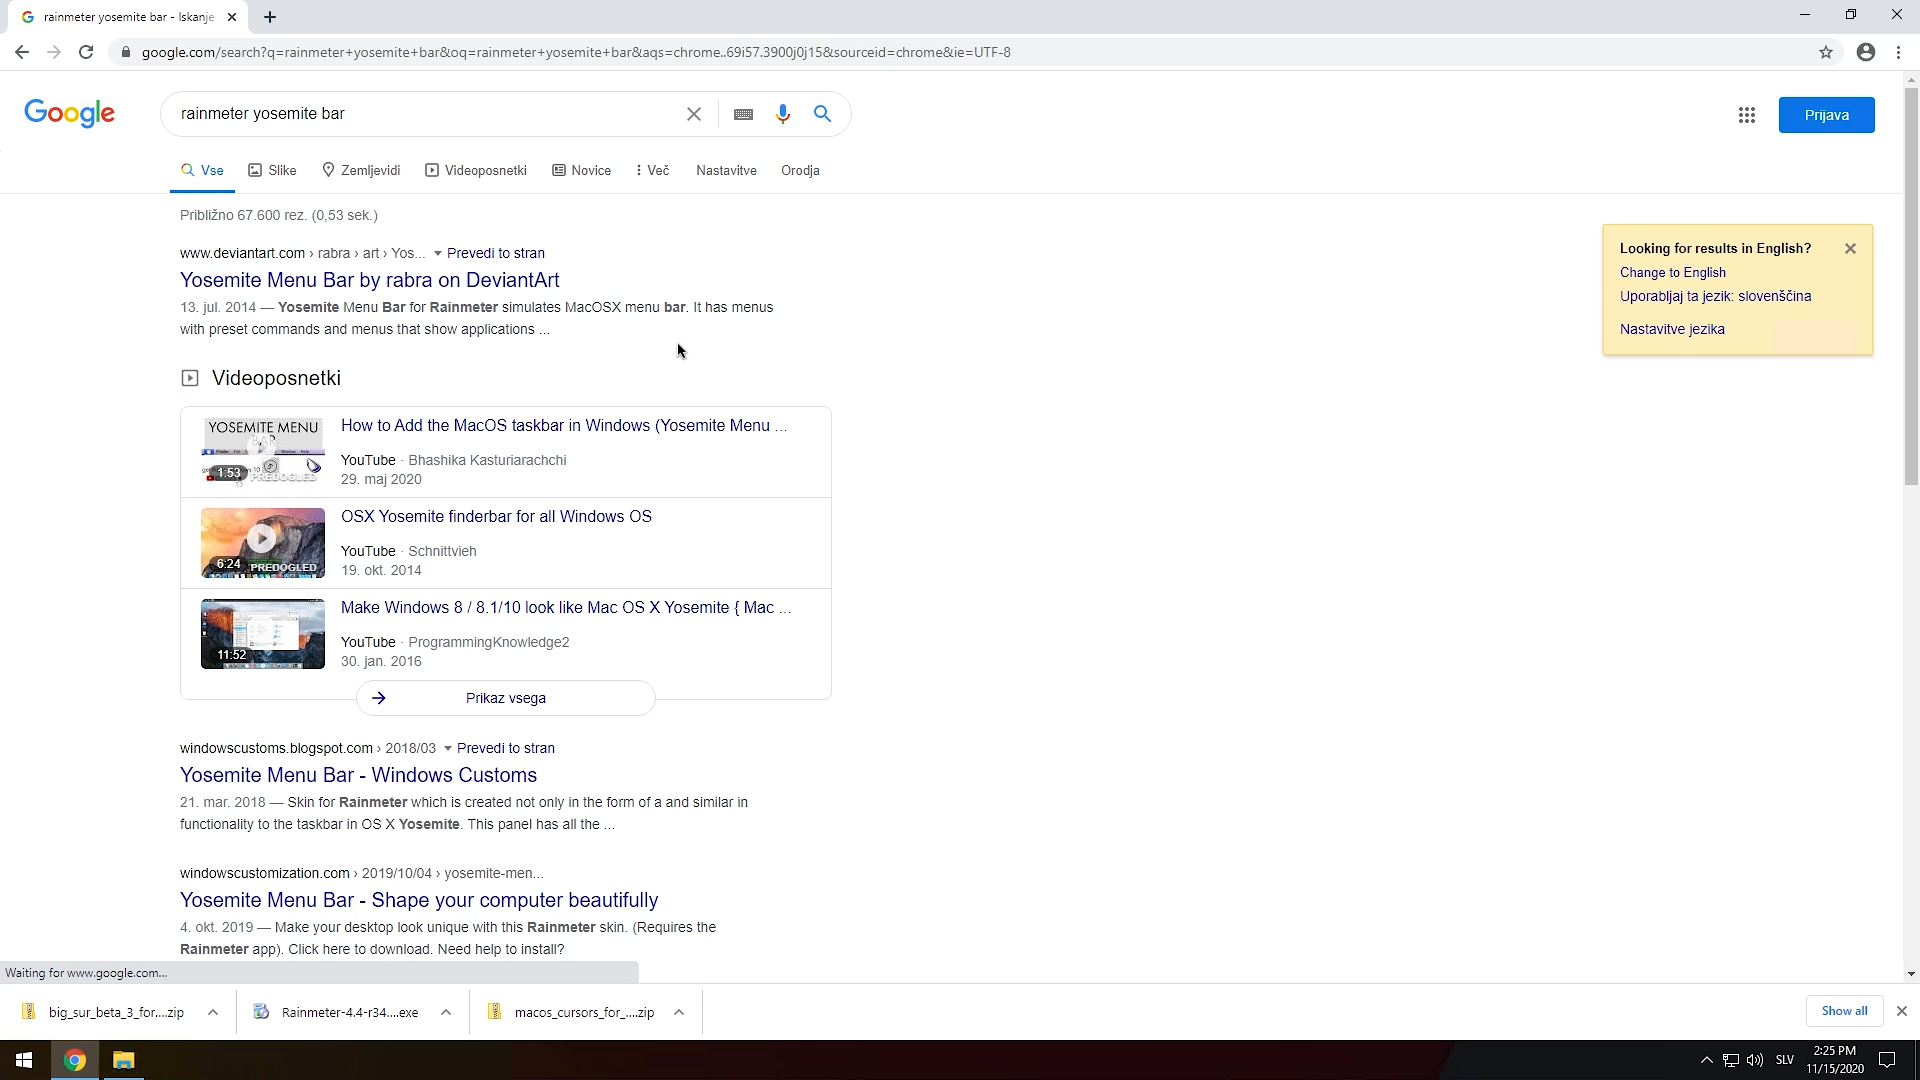 rainmeter yosemite bar - Iskanje
google.com/search?q=rainmeter+yosemite+bar&oq=rainmeter+yosemite+bar&aqs=chrome..69i57.3900j0j15&sourceid=chrome&ie=UTF-8
Google
rainmeter yosemite bar
Prijava
Vse Slike Zemljevidi Videoposnetki Novice Več Nastavitve Orodja
Približno 67.600 rez. (0,53 sek.)
Looking for results in English?
Change to English
Uporabljaj ta jezik: slovenščina
Nastavitve jezika
www.deviantart.com › rabra › art › Yos... Prevedi to stran
Yosemite Menu Bar by rabra on DeviantArt
13. jul. 2014 — Yosemite Menu Bar for Rainmeter simulates MacOSX menu bar. It has menus
with preset commands and menus that show applications ...
Videoposnetki
YOSEMITE MENU
BAR
1:53 PREDOGLED
How to Add the MacOS taskbar in Windows (Yosemite Menu ...
YouTube · Bhashika Kasturiarachchi
29. maj 2020
6:24 PREDOGLED
OSX Yosemite finderbar for all Windows OS
YouTube · Schnittvieh
19. okt. 2014
11:52
Make Windows 8 / 8.1/10 look like Mac OS X Yosemite { Mac ...
YouTube · ProgrammingKnowledge2
30. jan. 2016
Prikaz vsega
windowscustoms.blogspot.com › 2018/03 Prevedi to stran
Yosemite Menu Bar - Windows Customs
21. mar. 2018 — Skin for Rainmeter which is created not only in the form of a and similar in
functionality to the taskbar in OS X Yosemite. This panel has all the ...
windowscustomization.com › 2019/10/04 › yosemite-men...
Yosemite Menu Bar - Shape your computer beautifully
4. okt. 2019 — Make your desktop look unique with this Rainmeter skin. (Requires the
Rainmeter app). Click here to download. Need help to install?
Waiting for www.google.com...
big_sur_beta_3_for....zip Rainmeter-4.4-r34....exe macos_cursors_for_....zip Show all
SLV 2:25 PM
11/15/2020